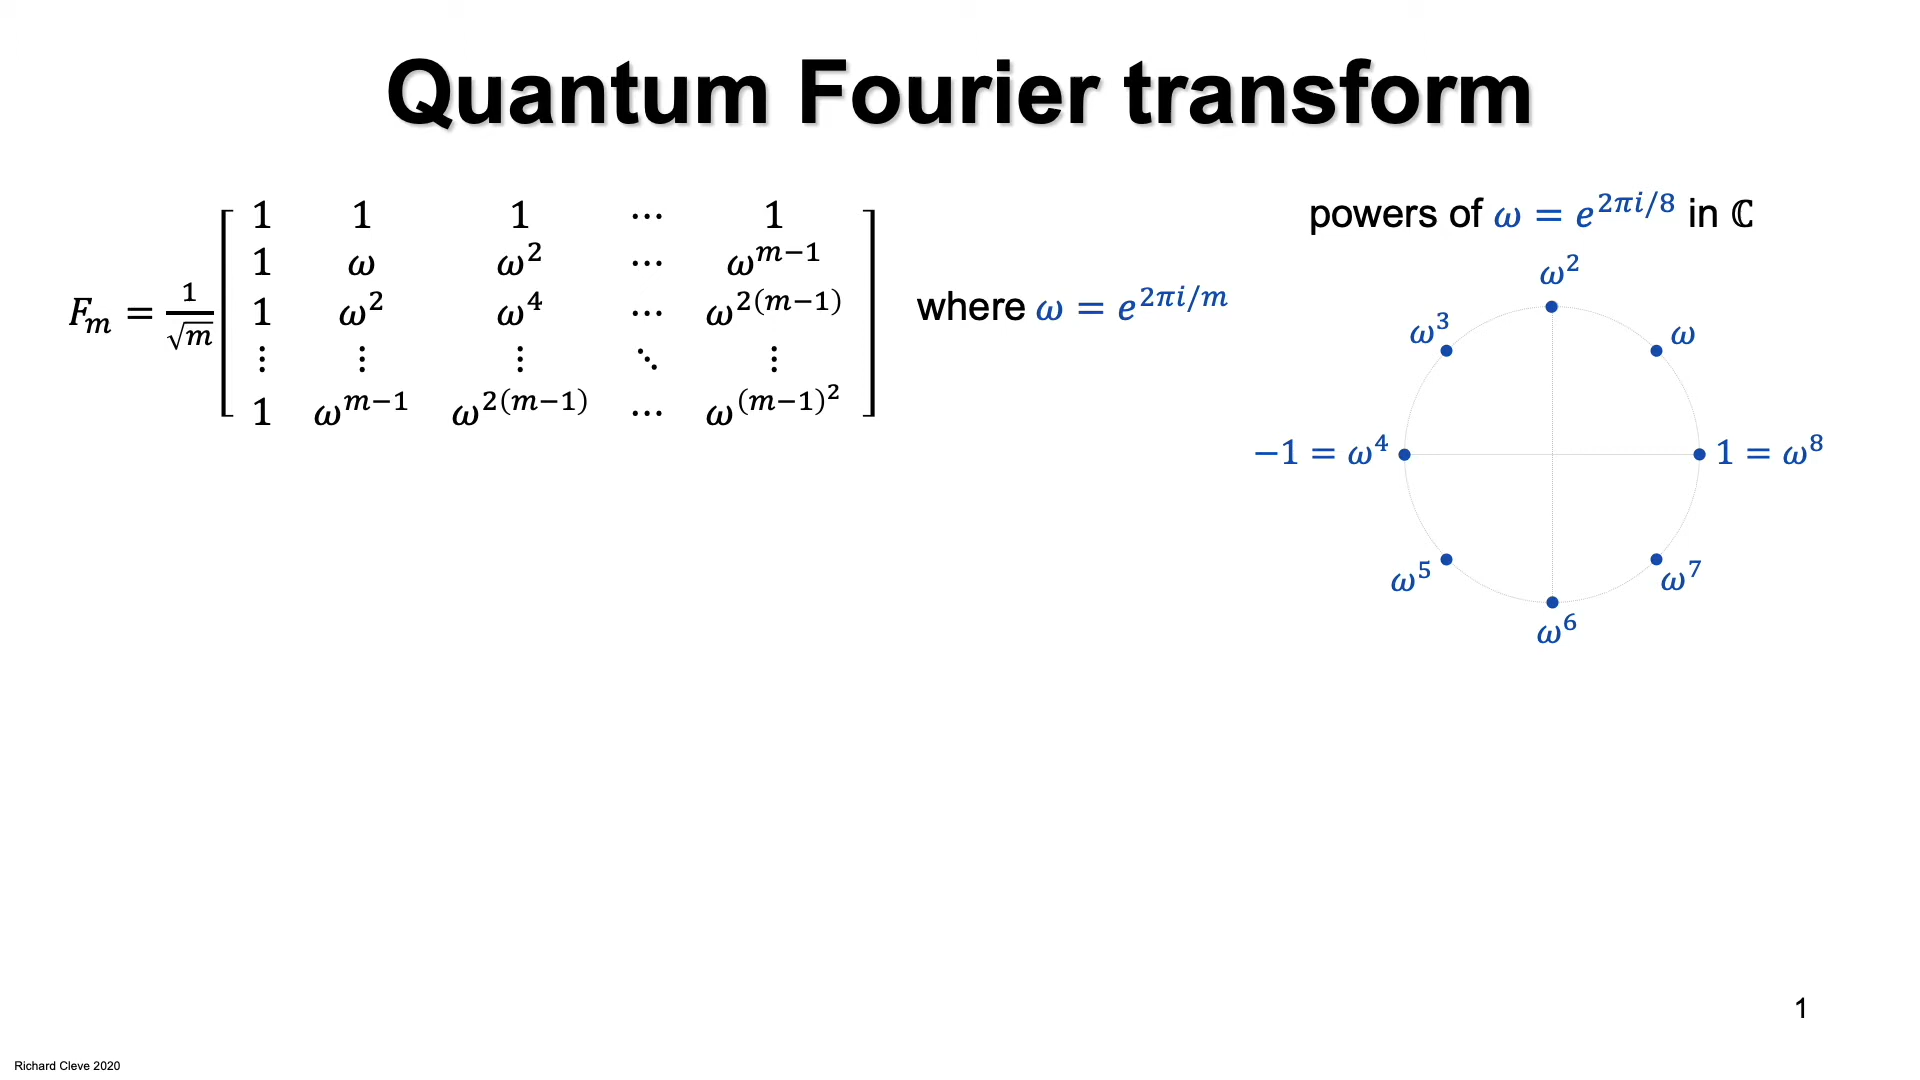 Quantum Fourier transform
F_m = 1/√m
1 1 1 ⋯ 1
1 ω ω² ⋯ ω^{m−1}
1 ω² ω⁴ ⋯ ω^{2(m−1)}
⋮ ⋮ ⋮ ⋱ ⋮
1 ω^{m−1} ω^{2(m−1)} ⋯ ω^{(m−1)²}
where ω = e^{2πi/m}
powers of ω = e^{2πi/8} in ℂ
ω²
ω³
ω
−1 = ω⁴
1 = ω⁸
ω⁵
ω⁷
ω⁶
1
Richard Cleve 2020